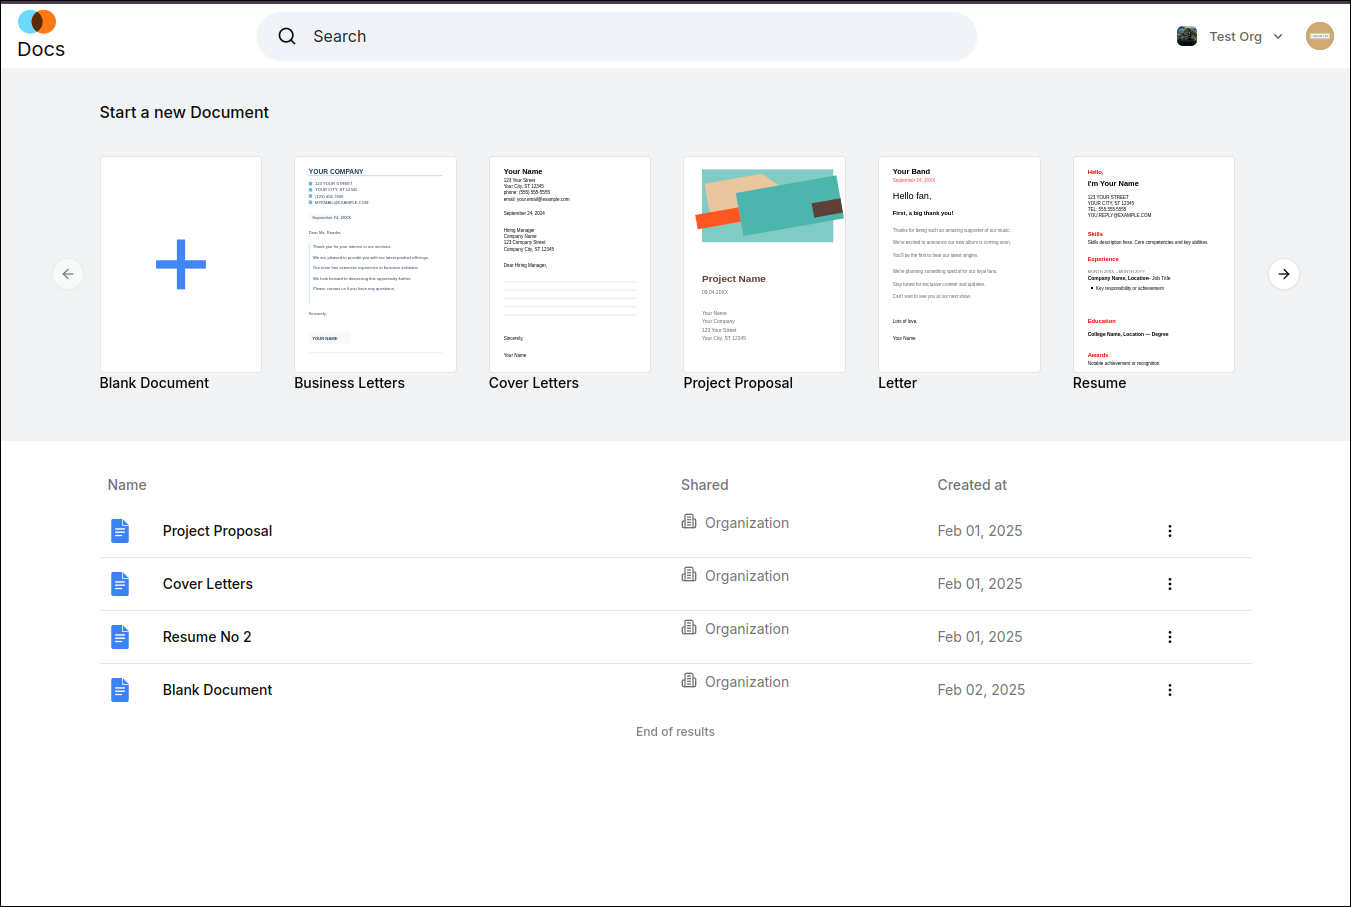 Docs
Search
Test Org
Start a new Document
YOUR COMPANY
123 YOUR STREET
YOUR CITY, ST 12345
(123) 456-7890
MYEMAIL@EXAMPLE.COM
September 24, 20XX
Dear Ms. Reader,
Thank you for your interest in our services.
We are pleased to provide you with our latest product offerings.
Our team has extensive experience in business solutions.
We look forward to discussing this opportunity further.
Please contact us if you have any questions.
Sincerely,
YOUR NAME
Your Name
123 Your Street
Your City, ST 12345
phone: (555) 555-5555
email: your.email@example.com
September 24, 2024
Hiring Manager
Company Name
123 Company Street
Company City, ST 12345
Dear Hiring Manager,
Sincerely,
Your Name
Project Name
09.04.20XX
Your Name
Your Company
123 Your Street
Your City, ST 12345
Your Band
September 24, 20XX
Hello fan,
First, a big thank you!
Thanks for being such an amazing supporter of our music.
We're excited to announce our new album is coming soon.
You'll be the first to hear our latest singles.
We're planning something special for our loyal fans.
Stay tuned for exclusive content and updates.
Can't wait to see you at our next show.
Lots of love,
Your Name
Hello,
I'm Your Name
123 YOUR STREET
YOUR CITY, ST 12345
TEL: 555.555.5555
YOU.REPLY@EXAMPLE.COM
Skills
Skills description here. Core competencies and key abilities.
Experience
MONTH 20XX – MONTH 20YY
Company Name, Location- Job Title
• Key responsibility or achievement
Education
College Name, Location — Degree
Awards
Notable achievement or recognition.
Blank Document
Business Letters
Cover Letters
Project Proposal
Letter
Resume
Name Shared Created at
Project Proposal Organization Feb 01, 2025
Cover Letters Organization Feb 01, 2025
Resume No 2 Organization Feb 01, 2025
Blank Document Organization Feb 02, 2025
End of results